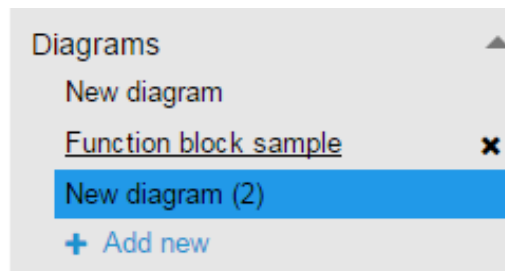 Diagrams
New diagram
Function block sample
New diagram (2)
Add new